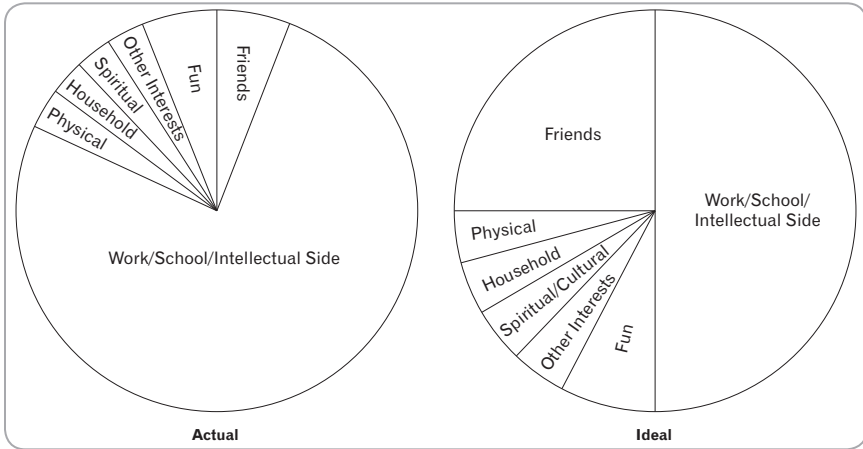 Physical
Household
Spiritual
Other Interests
Fun
Friends
Work/School/Intellectual Side
Actual
Friends
Work/School/
Intellectual Side
Physical
Household
Spiritual/Cultural
Other Interests
Fun
Ideal